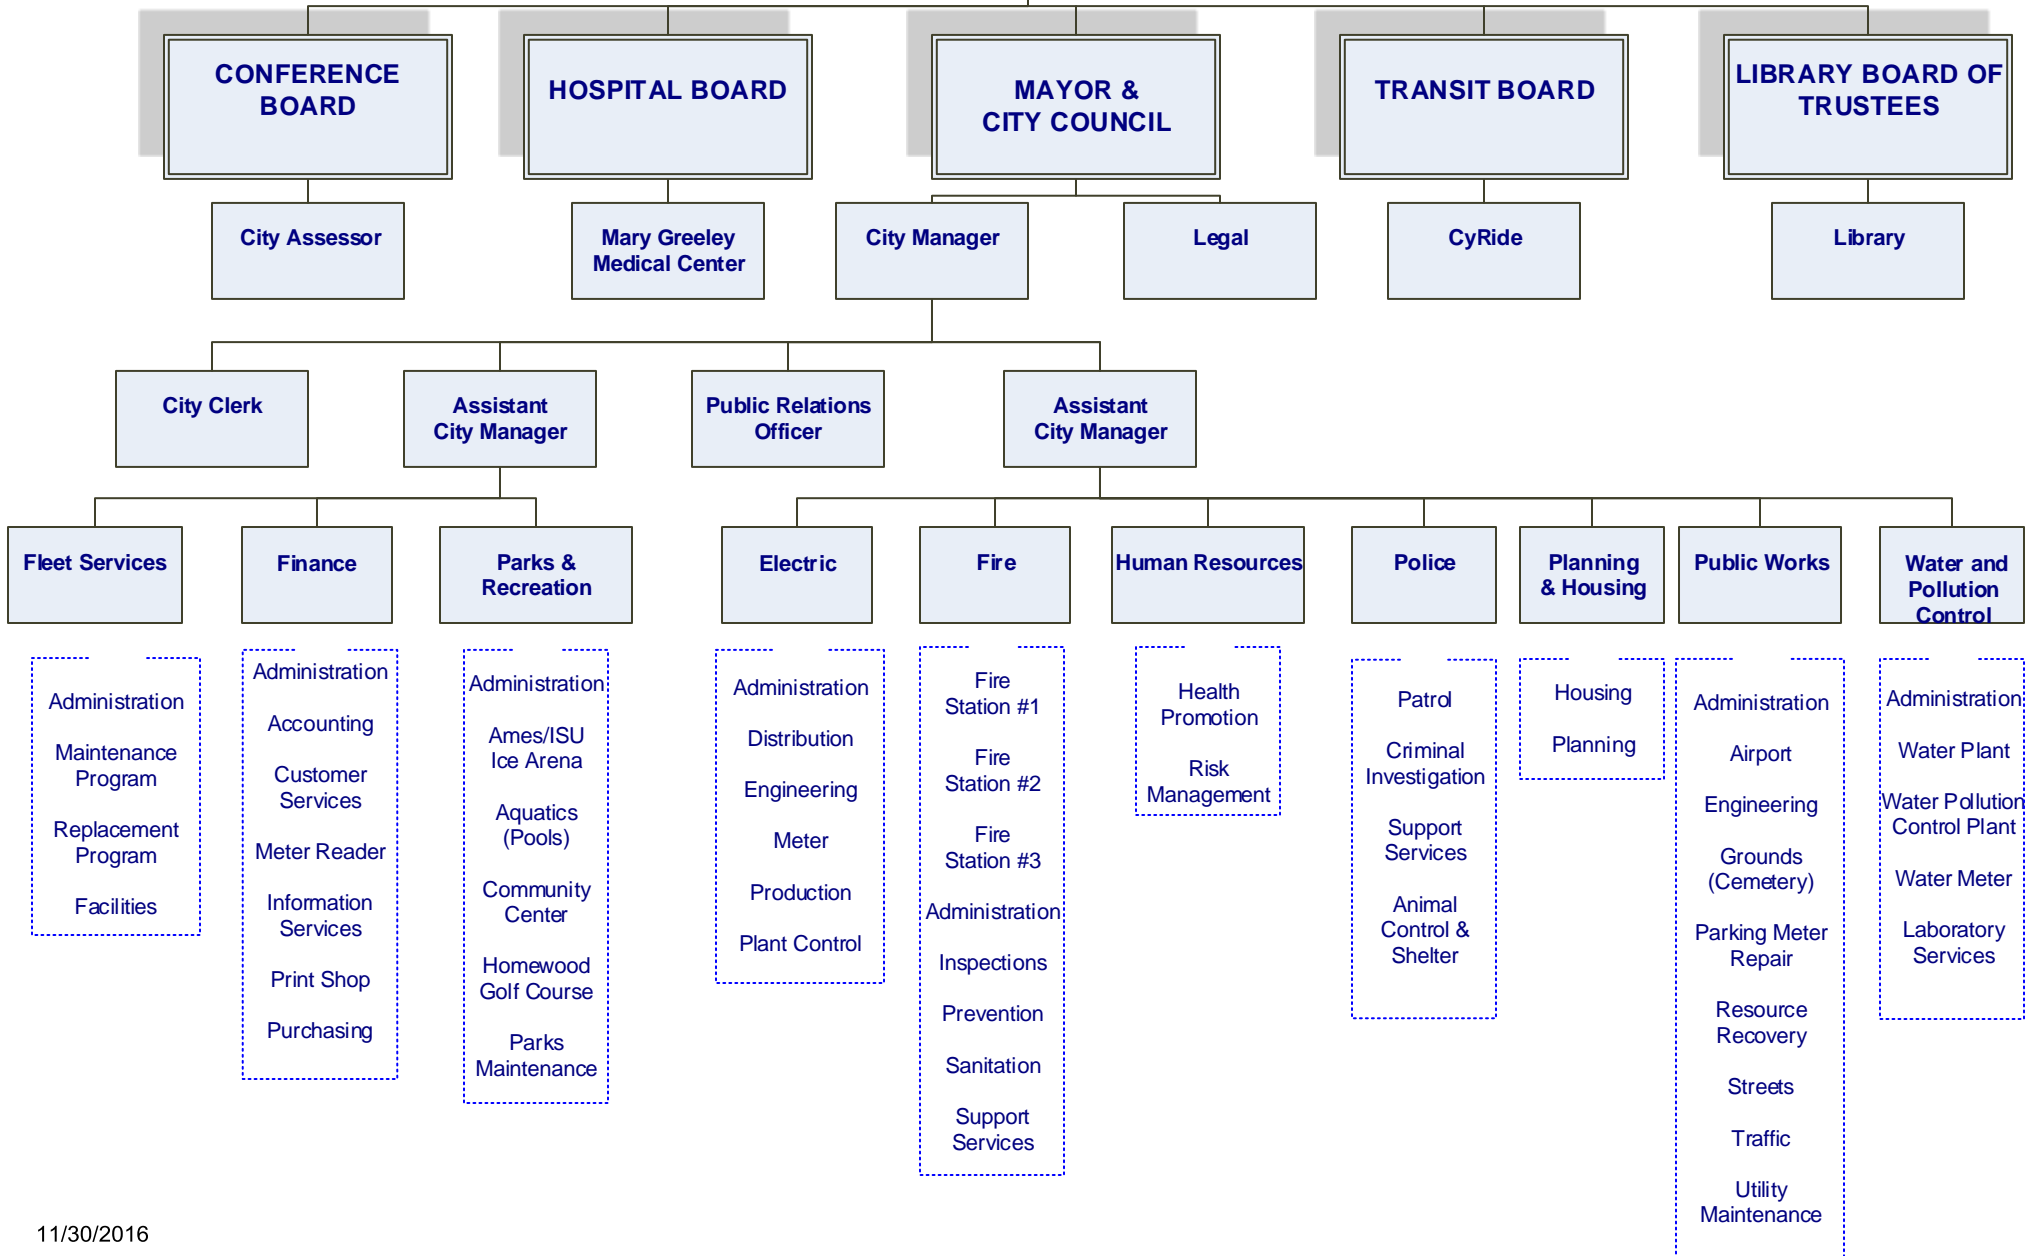 CONFERENCE
BOARD
HOSPITAL BOARD
MAYOR &
CITY COUNCIL
TRANSIT BOARD
LIBRARY BOARD OF
TRUSTEES
City Assessor
Mary Greeley
Medical Center
City Manager
Legal
CyRide
Library
City Clerk
Assistant
City Manager
Public Relations
Officer
Assistant
City Manager
Fleet Services
Finance
Parks &
Recreation
Electric
Fire
Human Resources
Police
Planning
& Housing
Public Works
Water and
Pollution
Control
Administration
Maintenance
Program
Replacement
Program
Facilities
Administration
Accounting
Customer
Services
Meter Reader
Information
Services
Print Shop
Purchasing
Administration
Ames/ISU
Ice Arena
Aquatics
(Pools)
Community
Center
Homewood
Golf Course
Parks
Maintenance
Administration
Distribution
Engineering
Meter
Production
Plant Control
Fire
Station #1
Fire
Station #2
Fire
Station #3
Administration
Inspections
Prevention
Sanitation
Support
Services
Health
Promotion
Risk
Management
Patrol
Criminal
Investigation
Support
Services
Animal
Control &
Shelter
Housing
Planning
Administration
Airport
Engineering
Grounds
(Cemetery)
Parking Meter
Repair
Resource
Recovery
Streets
Traffic
Utility
Maintenance
Administration
Water Plant
Water Pollution
Control Plant
Water Meter
Laboratory
Services
11/30/2016